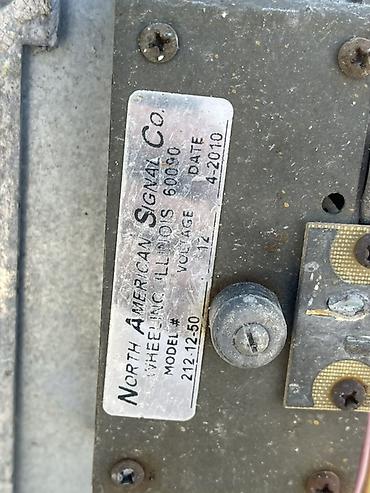 NORTH AMERICAN SIGNAL CO.
WHEELING, ILLINOIS 60090
MODEL # VOLTAGE DATE
212-12-50 12 4-2010